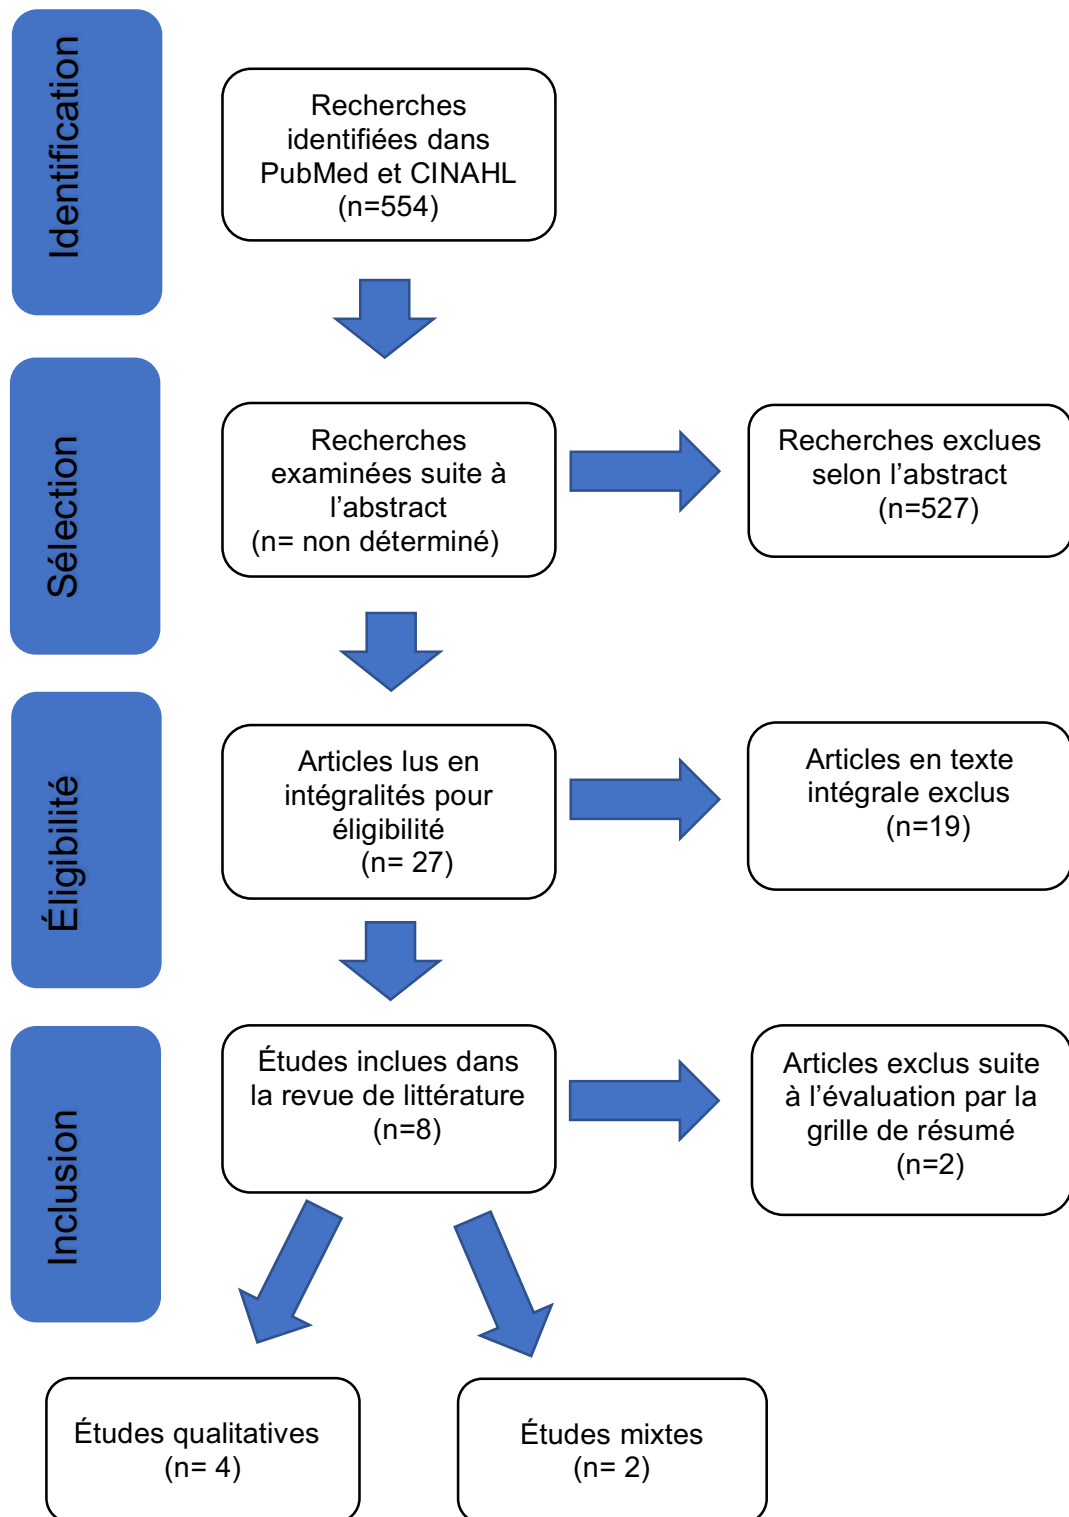 Identification
Recherches
identifiées dans
PubMed et CINAHL
(n=554)
Sélection
Recherches
examinées suite à
l’abstract
(n= non déterminé)
Recherches exclues
selon l’abstract
(n=527)
Éligibilité
Articles lus en
intégralités pour
éligibilité
(n= 27)
Articles en texte
intégrale exclus
(n=19)
Inclusion
Études inclues dans
la revue de littérature
(n=8)
Articles exclus suite
à l’évaluation par la
grille de résumé
(n=2)
Études qualitatives
(n= 4)
Études mixtes
(n= 2)